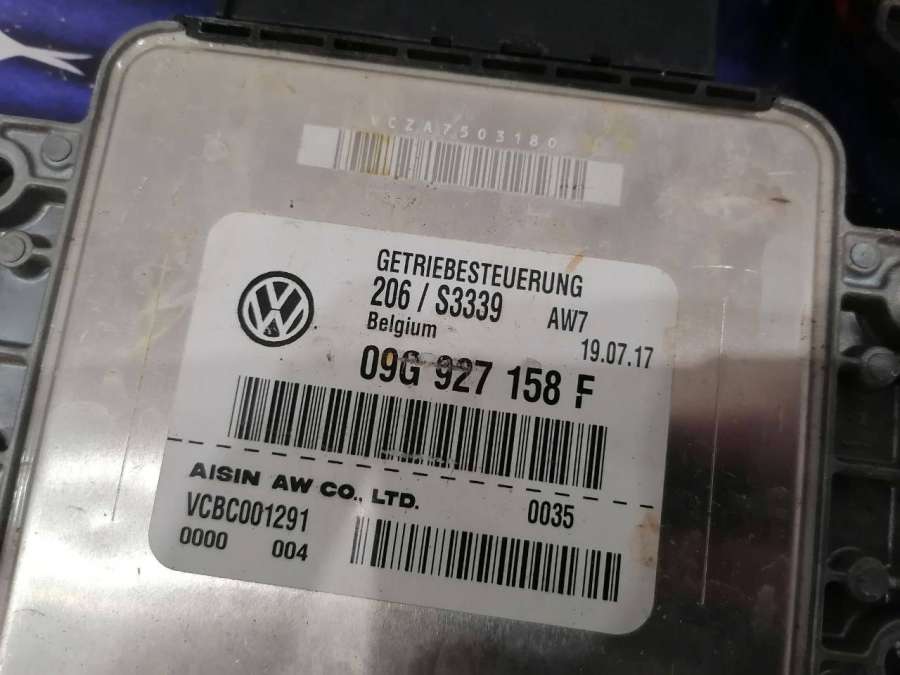 VCZA7503180
GETRIEBESTEUERUNG
206 / S3339 AW7
Belgium 19.07.17
09G 927 158 F
AISIN AW CO., LTD.
VCBC001291 0035
0000 004